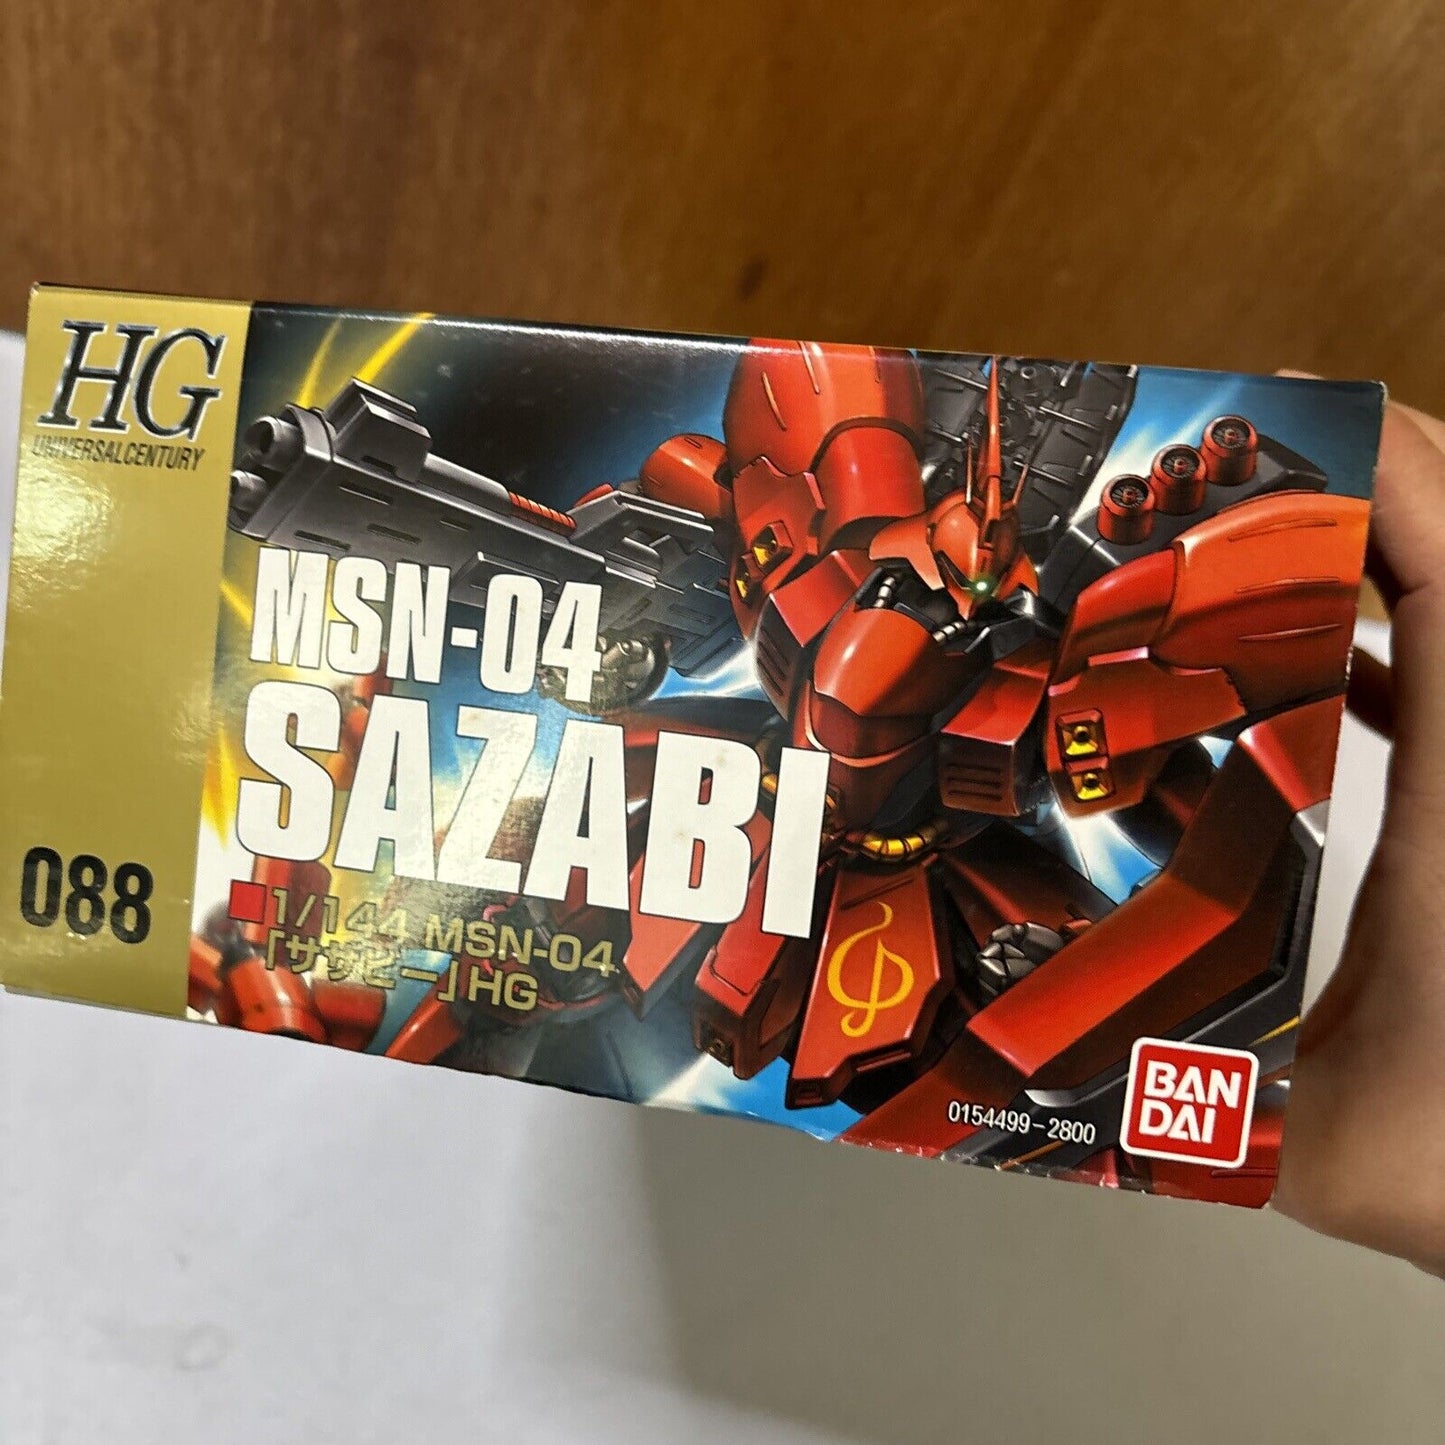 HG
UNIVERSALCENTURY
088
MSN-04
SAZABI
1/144 MSN-04
「サザビー」HG
0154499-2800
BAN
DAI